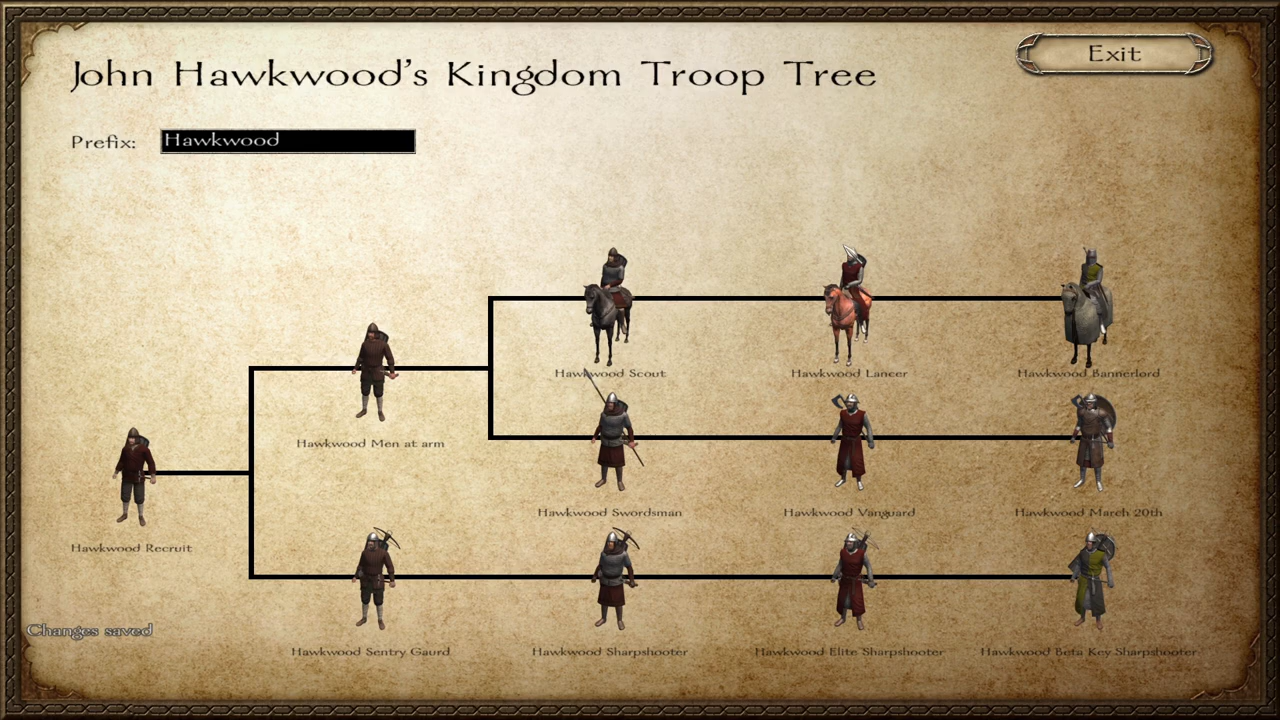 John Hawkwood's Kingdom Troop Tree
Exit
Prefix: Hawkwood
Hawkwood Scout
Hawkwood Lancer
Hawkwood Bannerlord
Hawkwood Men at arm
Hawkwood Swordsman
Hawkwood Vanguard
Hawkwood March 20th
Hawkwood Recruit
Changes saved
Hawkwood Sentry Gaurd
Hawkwood Sharpshooter
Hawkwood Elite Sharpshooter
Hawkwood Beta Key Sharpshooter